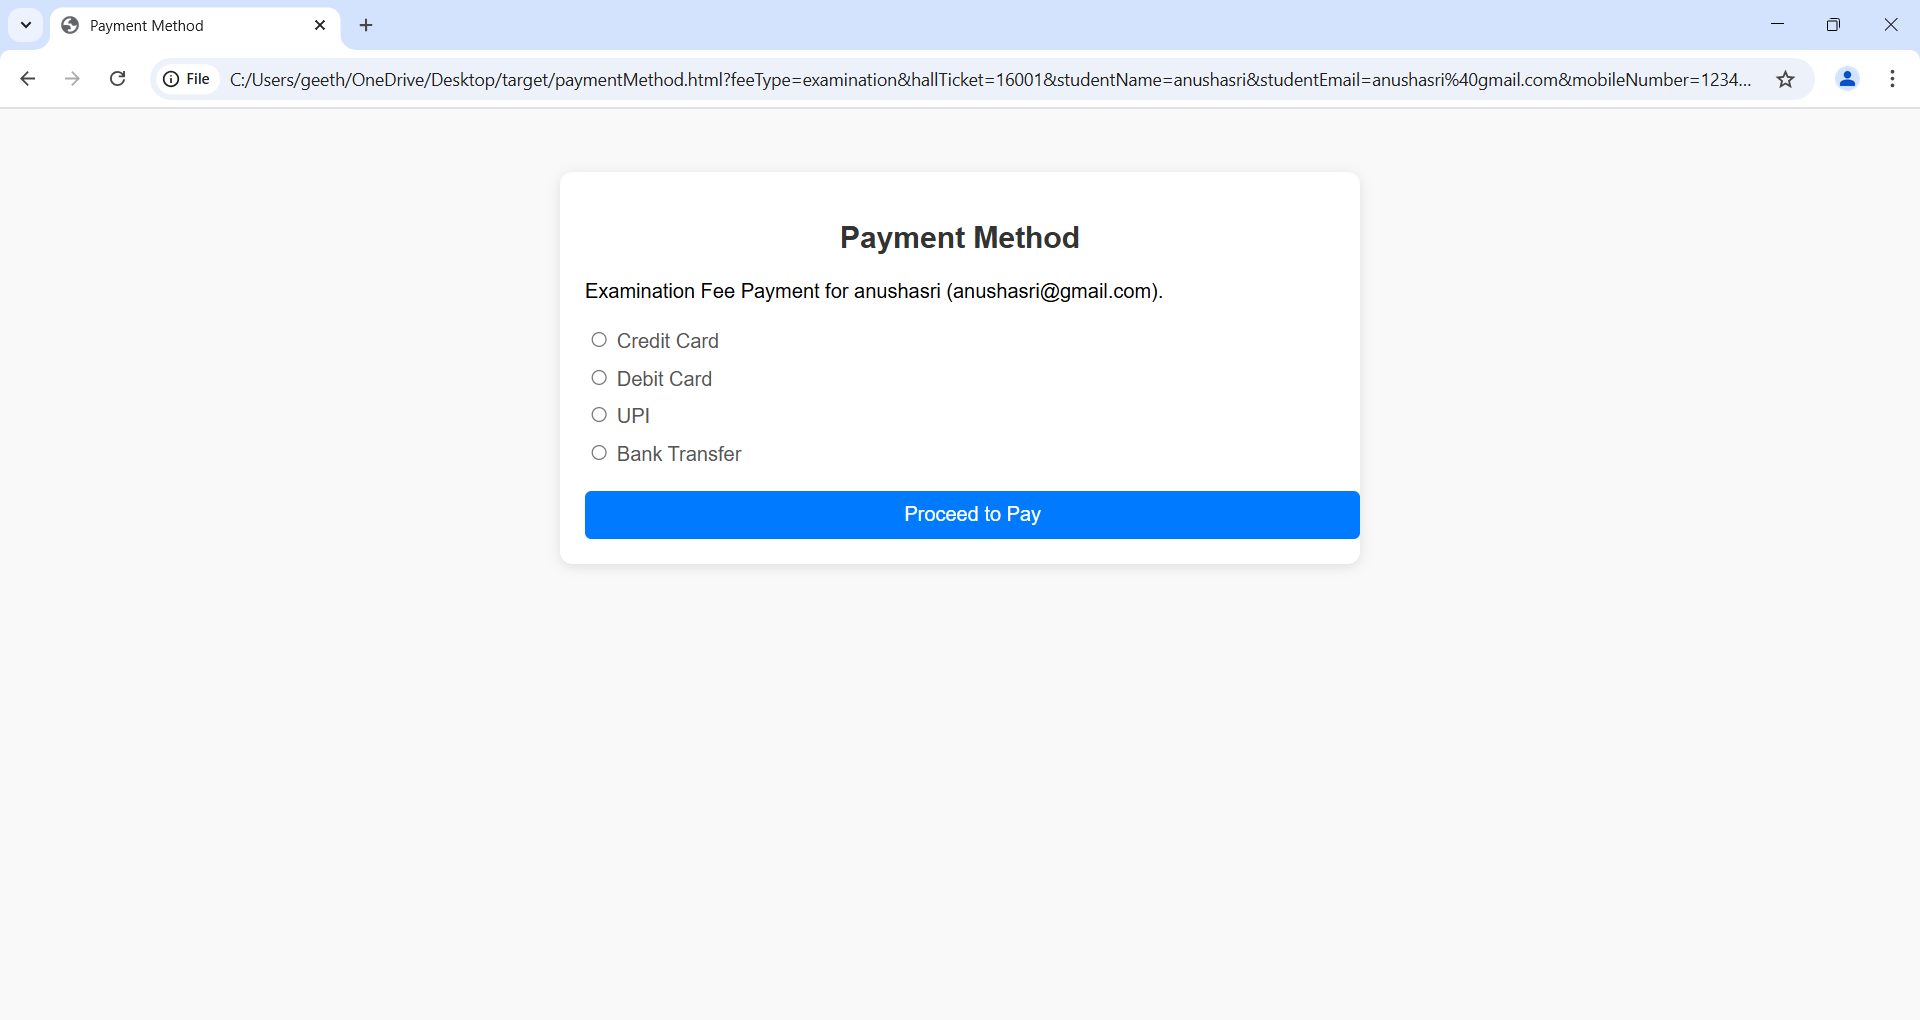 Payment Method
File C:/Users/geeth/OneDrive/Desktop/target/paymentMethod.html?feeType=examination&hallTicket=16001&studentName=anushasri&studentEmail=anushasri%40gmail.com&mobileNumber=1234...
Payment Method
Examination Fee Payment for anushasri (anushasri@gmail.com).
Credit Card
Debit Card
UPI
Bank Transfer
Proceed to Pay